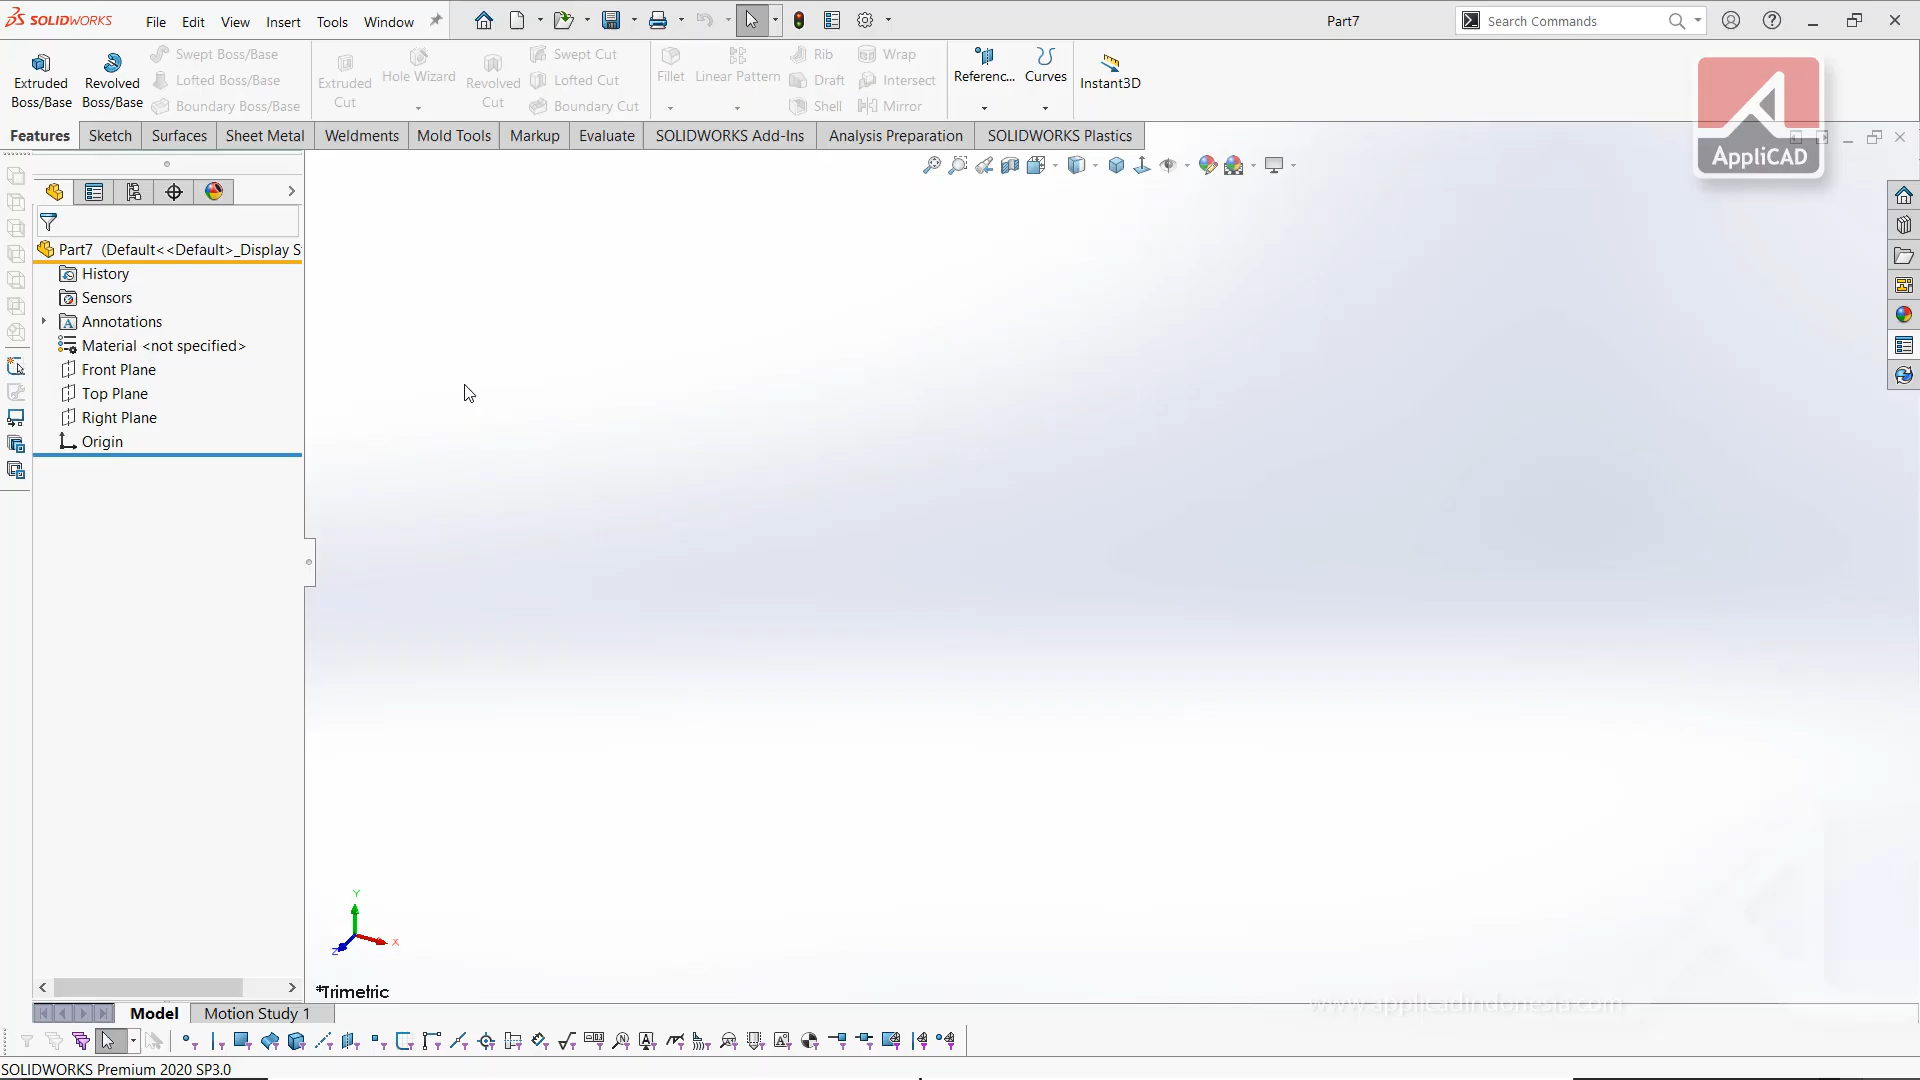 SOLIDWORKS File Edit View Insert Tools Window Part7 Search Commands
Extruded Boss/Base Revolved Boss/Base Swept Boss/Base Lofted Boss/Base Boundary Boss/Base Extruded Cut Hole Wizard Revolved Cut Swept Cut Lofted Cut Boundary Cut Fillet Linear Pattern Rib Draft Shell Wrap Intersect Mirror Referenc... Curves Instant3D
AppliCAD
Features Sketch Surfaces Sheet Metal Weldments Mold Tools Markup Evaluate SOLIDWORKS Add-Ins Analysis Preparation SOLIDWORKS Plastics
Part7 (Default<<Default>_Display S
History
Sensors
Annotations
Material <not specified>
Front Plane
Top Plane
Right Plane
Origin
Y
X
Z
*Trimetric
www.applicadindonesia.com
Model Motion Study 1
SOLIDWORKS Premium 2020 SP3.0